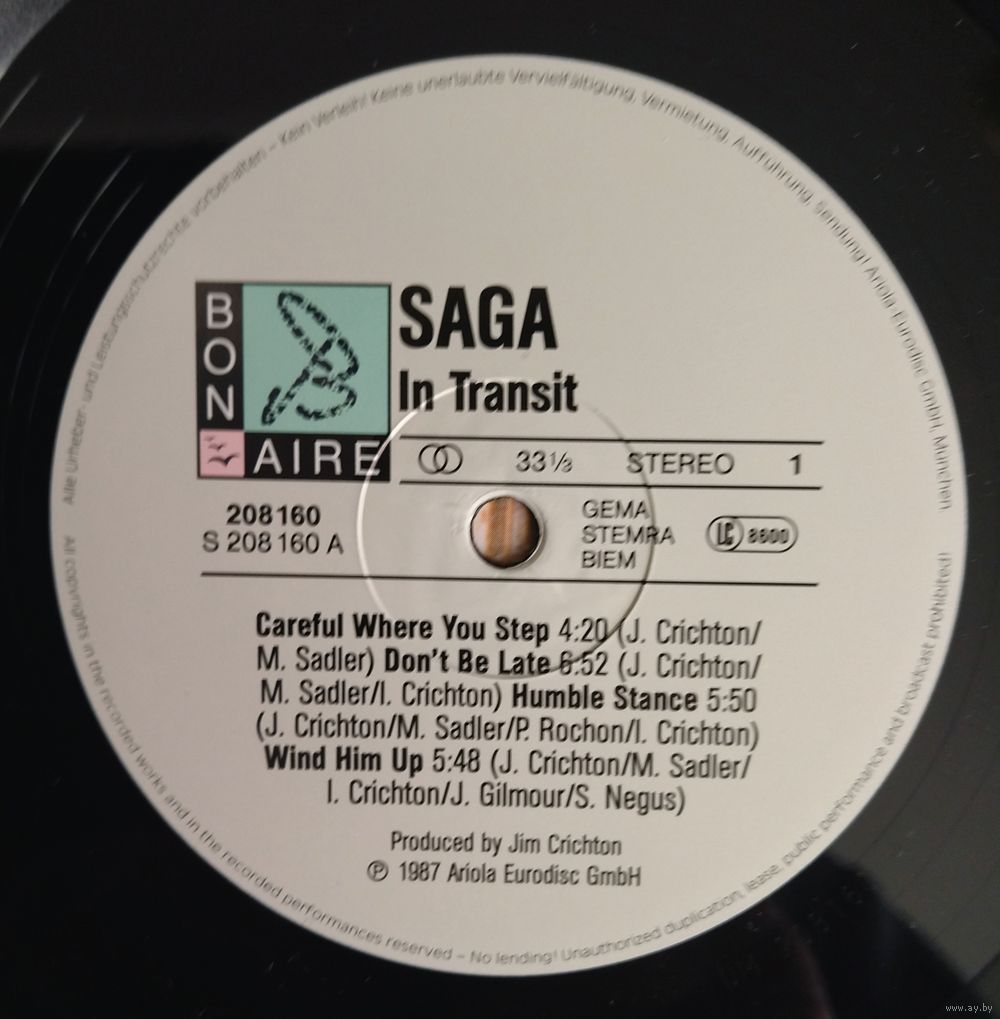 Alle Urheber- und Leistungsschutzrechte vorbehalten – Kein Verleih! Keine unerlaubte Vervielfältigung, Vermietung, Aufführung, Sendung! Ariola Eurodisc GmbH, München
BON
AIRE
SAGA
In Transit
33 1/3 STEREO 1
208160
S 208 160 A
GEMA
STEMRA
BIEM
LC 8600
Careful Where You Step 4:20 (J. Crichton/
M. Sadler) Don't Be Late 6:52 (J. Crichton/
M. Sadler/I. Crichton) Humble Stance 5:50
(J. Crichton/M. Sadler/P. Rochon/I. Crichton)
Wind Him Up 5:48 (J. Crichton/M. Sadler/
I. Crichton/J. Gilmour/S. Negus)
Produced by Jim Crichton
℗ 1987 Ariola Eurodisc GmbH
All copyrights in the recorded works and in the recorded performances reserved – No lending! Unauthorized duplication, lease, public performance and broadcast prohibited!
www.ay.by